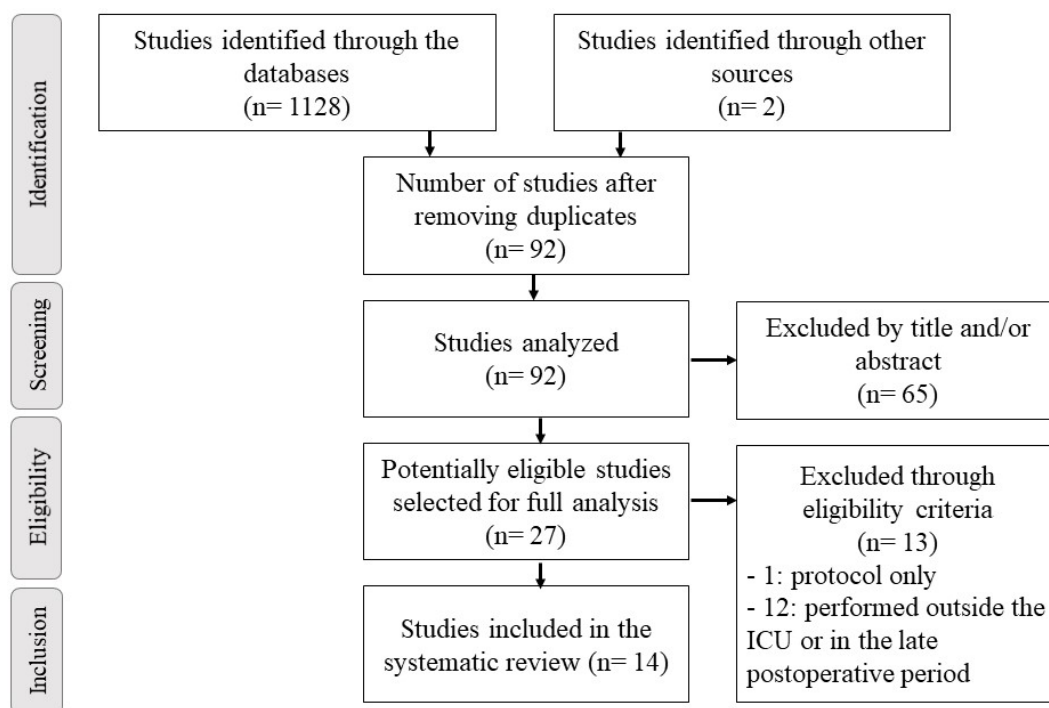 Identification
Studies identified through the
databases
(n= 1128)
Studies identified through other
sources
(n= 2)
Number of studies after
removing duplicates
(n= 92)
Screening
Studies analyzed
(n= 92)
Excluded by title and/or
abstract
(n= 65)
Eligibility
Potentially eligible studies
selected for full analysis
(n= 27)
Excluded through
eligibility criteria
(n= 13)
- 1: protocol only
- 12: performed outside the
ICU or in the late
postoperative period
Inclusion
Studies included in the
systematic review (n= 14)